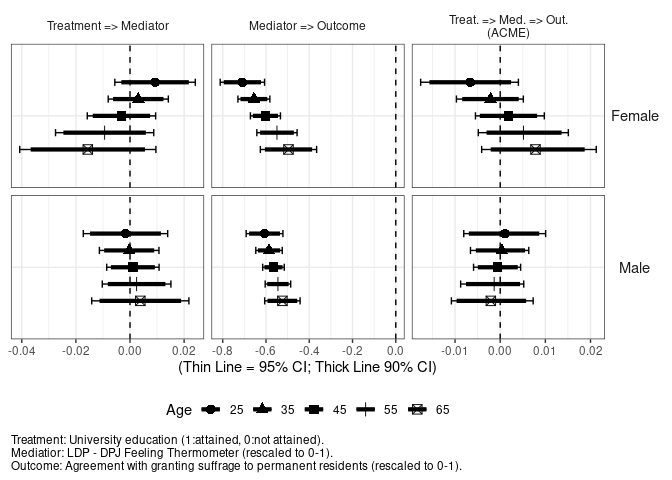 Treatment => Mediator
Mediator => Outcome
Treat. => Med. => Out.
(ACME)
Female
Male
-0.04 -0.02 0.00 0.02
-0.8 -0.6 -0.4 -0.2 0.0
-0.01 0.00 0.01 0.02
(Thin Line = 95% CI; Thick Line 90% CI)
Age 25 35 45 55 65
Treatment: University education (1:attained, 0:not attained).
Mediatior: LDP - DPJ Feeling Thermometer (rescaled to 0-1).
Outcome: Agreement with granting suffrage to permanent residents (rescaled to 0-1).